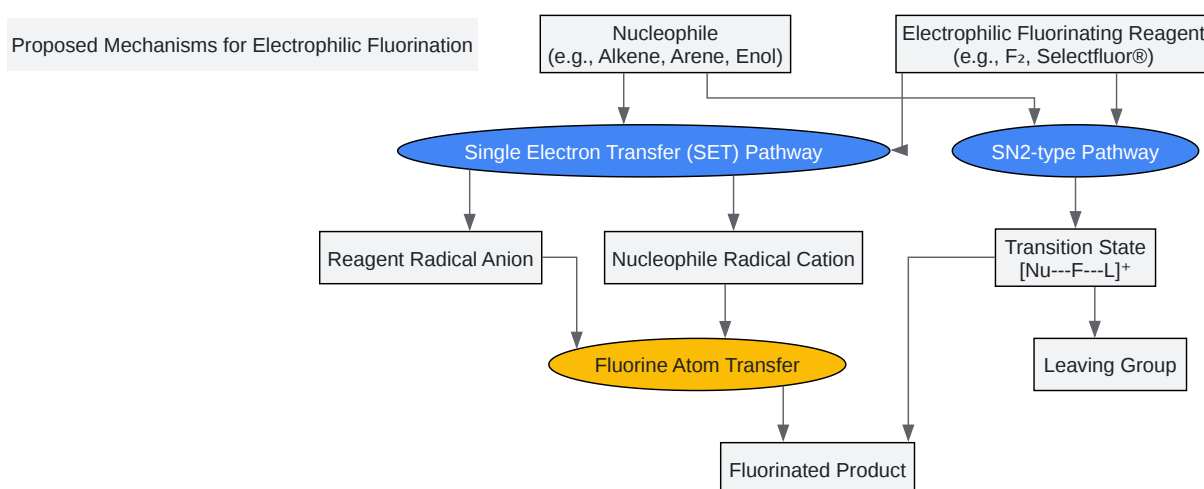 Proposed Mechanisms for Electrophilic Fluorination
Nucleophile
(e.g., Alkene, Arene, Enol)
Electrophilic Fluorinating Reagent
(e.g., F₂, Selectfluor®)
Single Electron Transfer (SET) Pathway
SN2-type Pathway
Reagent Radical Anion
Nucleophile Radical Cation
Transition State
[Nu---F---L]⁺
Fluorine Atom Transfer
Leaving Group
Fluorinated Product